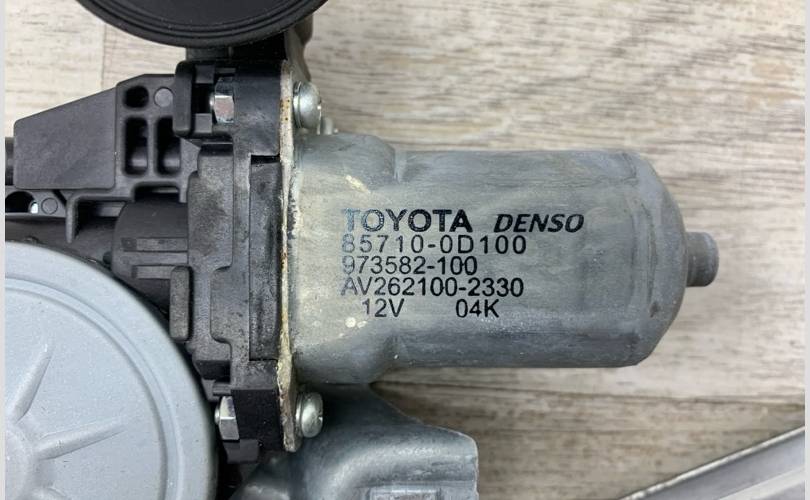 TOYOTA DENSO
85710-0D100
973582-100
AV262100-2330
12V 04K